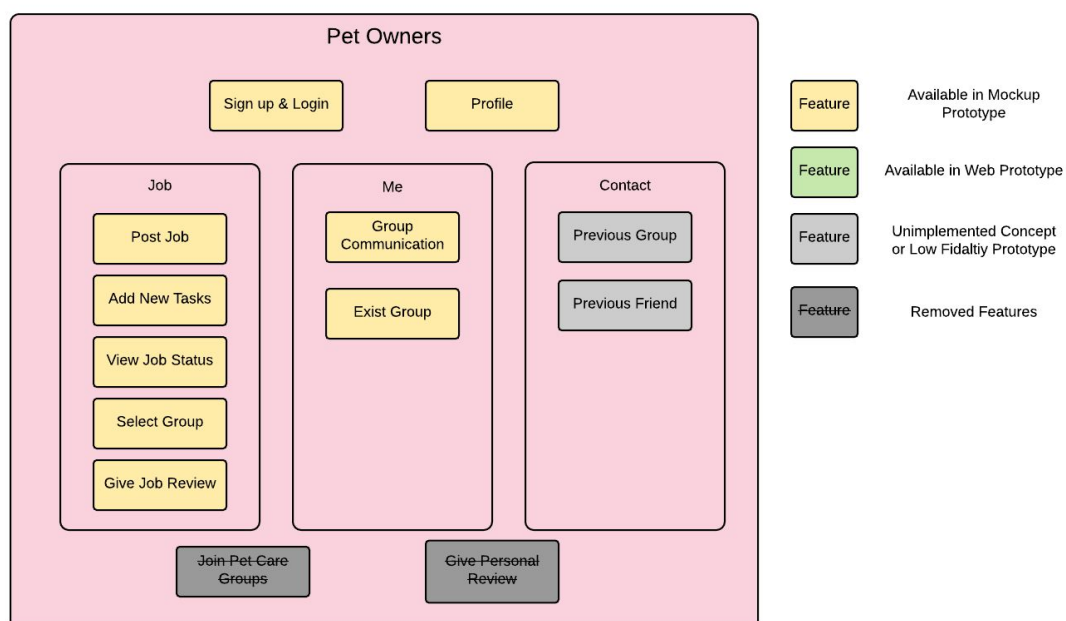 Pet Owners
Sign up & Login
Profile
Job
Post Job
Add New Tasks
View Job Status
Select Group
Give Job Review
Me
Group
Communication
Exist Group
Contact
Previous Group
Previous Friend
Join Pet Care
Groups
Give Personal
Review
Feature
Available in Mockup
Prototype
Feature
Available in Web Prototype
Feature
Unimplemented Concept
or Low Fidaltiy Prototype
Feature
Removed Features